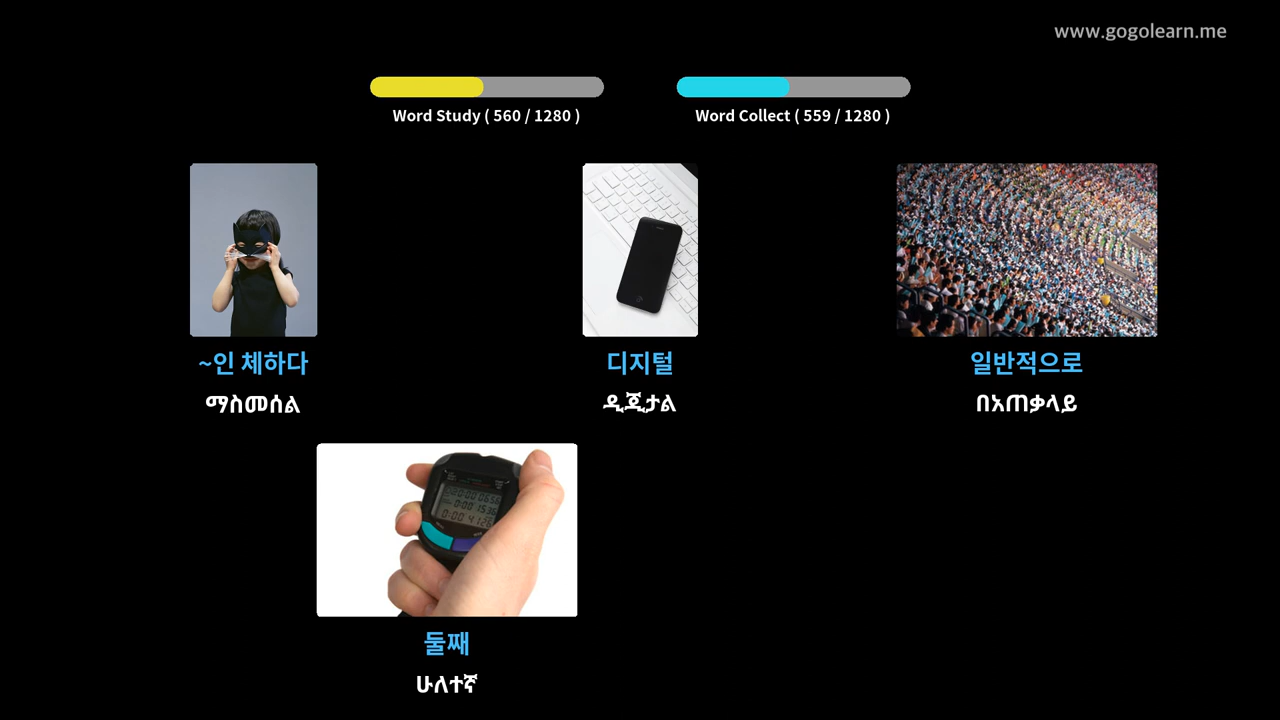 www.gogolearn.me
Word Study ( 560 / 1280 )
Word Collect ( 559 / 1280 )
~인 체하다
디지털
일반적으로
ማስመሰል
ዲጂታል
በአጠቃላይ
둘째
ሁለተኛ